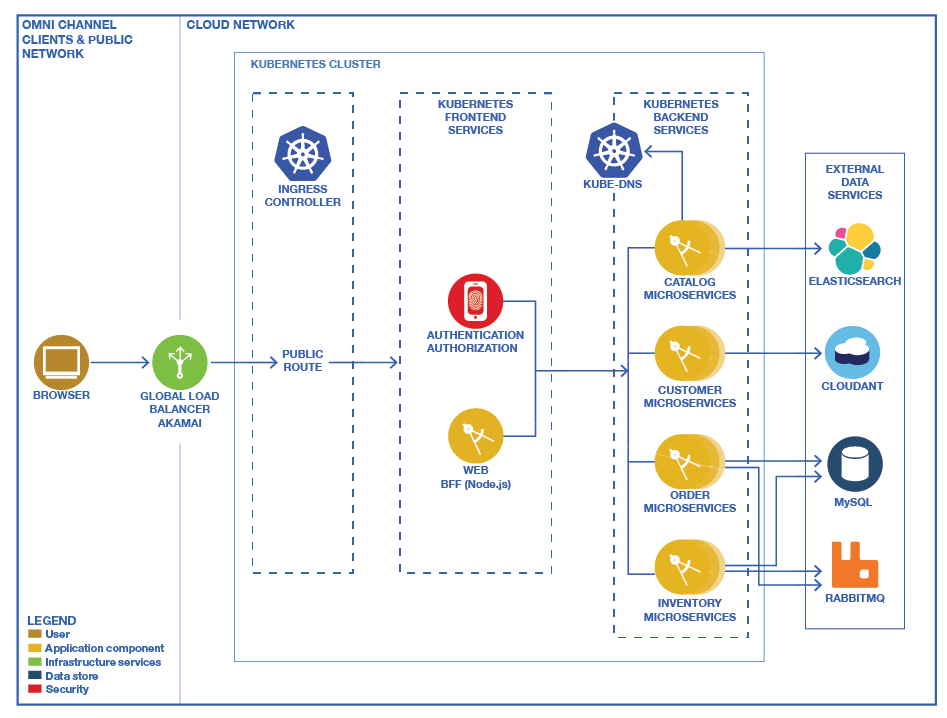 OMNI CHANNEL
CLIENTS & PUBLIC
NETWORK
CLOUD NETWORK
KUBERNETES CLUSTER
INGRESS
CONTROLLER
KUBERNETES
FRONTEND
SERVICES
KUBERNETES
BACKEND
SERVICES
KUBE-DNS
EXTERNAL
DATA
SERVICES
CATALOG
MICROSERVICES
ELASTICSEARCH
AUTHENTICATION
AUTHORIZATION
BROWSER
GLOBAL LOAD
BALANCER
AKAMAI
PUBLIC
ROUTE
CUSTOMER
MICROSERVICES
CLOUDANT
WEB
BFF (Node.js)
ORDER
MICROSERVICES
MySQL
INVENTORY
MICROSERVICES
RABBITMQ
LEGEND
User
Application component
Infrastructure services
Data store
Security